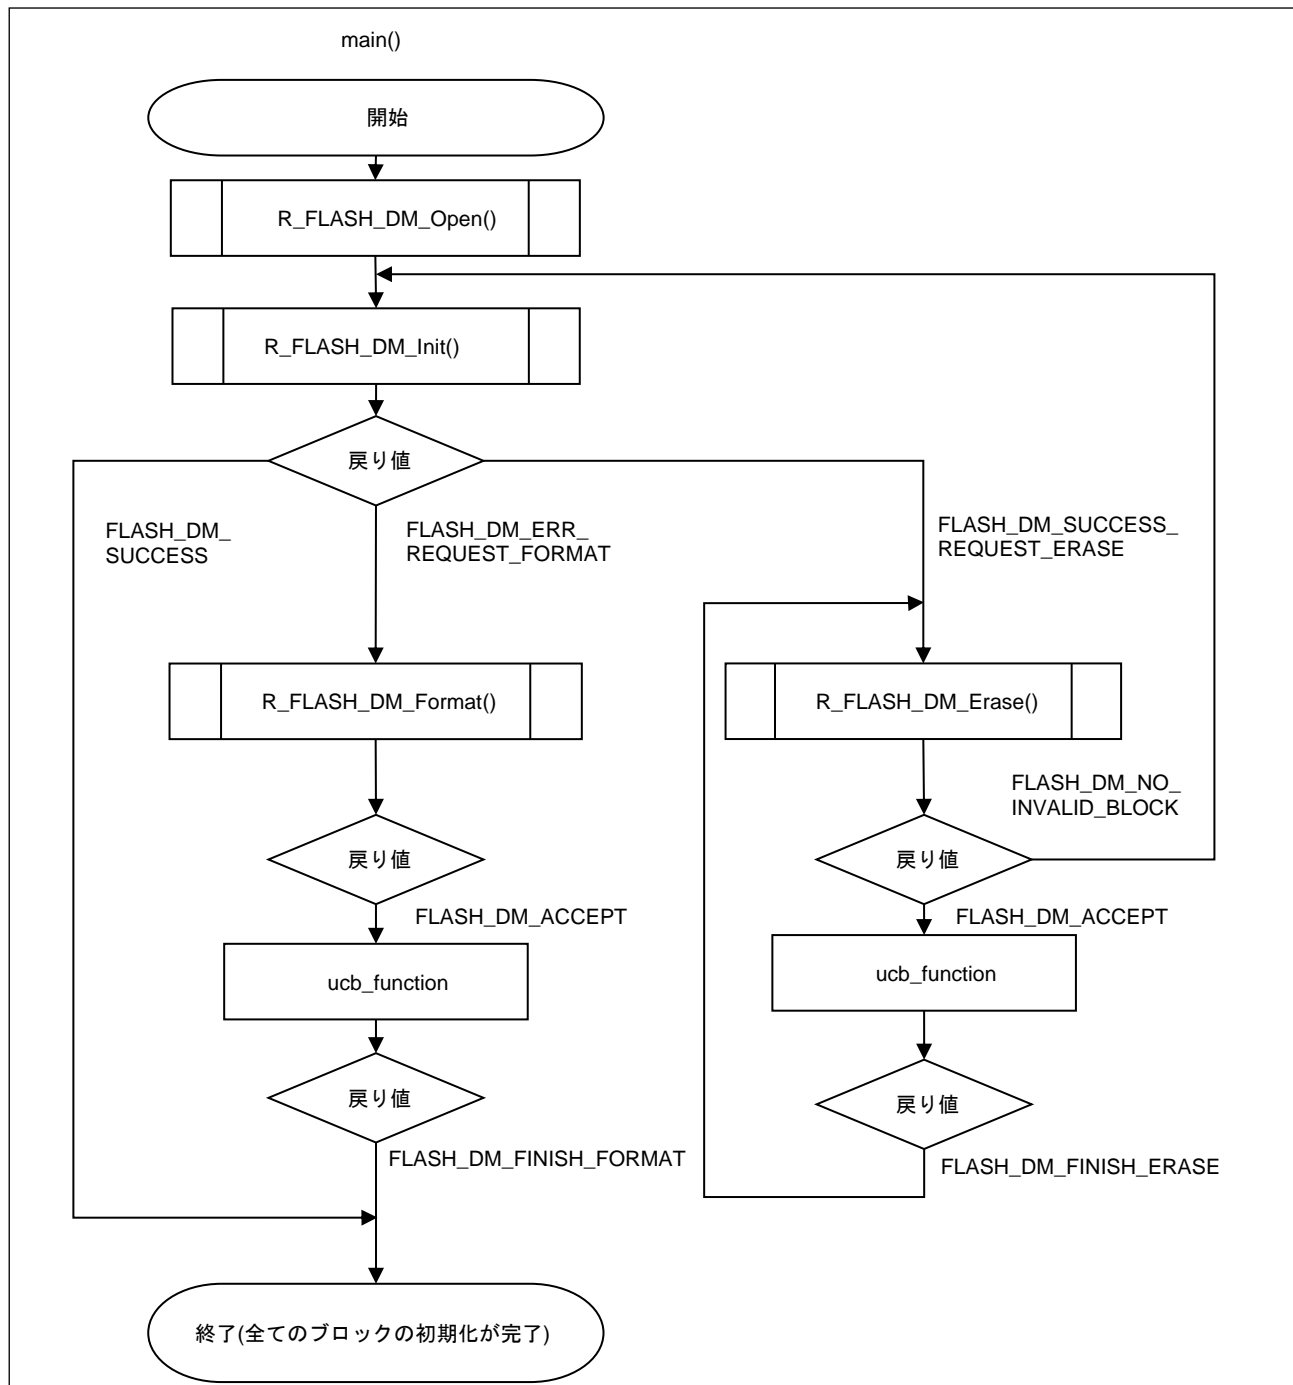 main()
開始
R_FLASH_DM_Open()
R_FLASH_DM_Init()
戻り値
FLASH_DM_
SUCCESS
FLASH_DM_ERR_
REQUEST_FORMAT
FLASH_DM_SUCCESS_
REQUEST_ERASE
R_FLASH_DM_Format()
R_FLASH_DM_Erase()
FLASH_DM_NO_
INVALID_BLOCK
戻り値
戻り値
FLASH_DM_ACCEPT
FLASH_DM_ACCEPT
ucb_function
ucb_function
戻り値
戻り値
FLASH_DM_FINISH_FORMAT
FLASH_DM_FINISH_ERASE
終了(全てのブロックの初期化が完了)